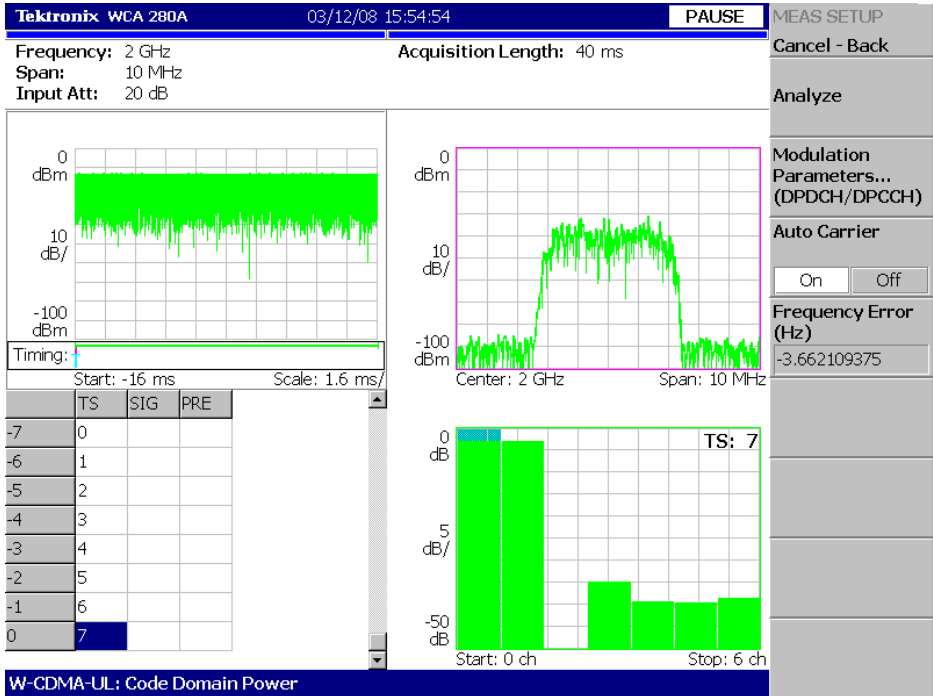 Tektronix WCA 280A 03/12/08 15:54:54 PAUSE
Frequency: 2 GHz
Span: 10 MHz
Input Att: 20 dB
Acquisition Length: 40 ms
0
dBm
10
dB/
-100
dBm
Timing:
Start: -16 ms Scale: 1.6 ms/
0
dBm
10
dB/
-100
dBm
Center: 2 GHz Span: 10 MHz
TS SIG PRE
-7 0
-6 1
-5 2
-4 3
-3 4
-2 5
-1 6
0 7
0
dB
5
dB/
-50
dB
TS: 7
Start: 0 ch Stop: 6 ch
W-CDMA-UL: Code Domain Power
MEAS SETUP
Cancel - Back
Analyze
Modulation
Parameters...
(DPDCH/DPCCH)
Auto Carrier
On Off
Frequency Error
(Hz)
-3.662109375